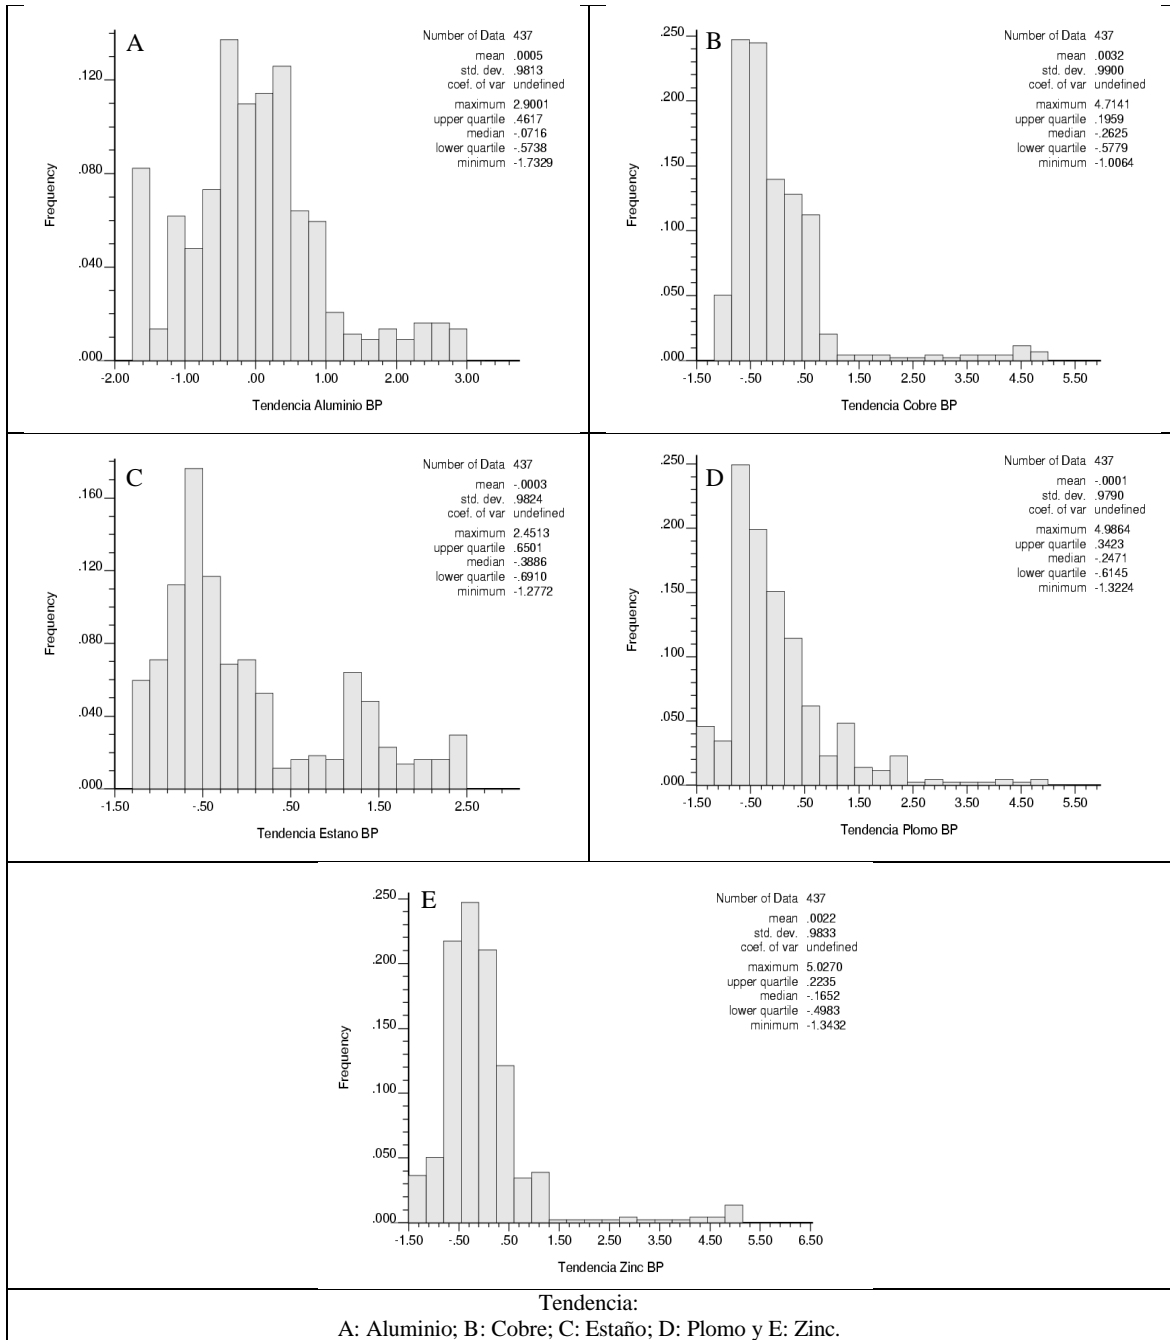 A
Number of Data 437
mean .0005
std. dev. .9813
coef. of var undefined
maximum 2.9001
upper quartile .4617
median -.0716
lower quartile -.5738
minimum -1.7329
Frequency
.120
.080
.040
.000
-2.00 -1.00 .00 1.00 2.00 3.00
Tendencia Aluminio BP
B
Number of Data 437
mean .0032
std. dev. .9900
coef. of var undefined
maximum 4.7141
upper quartile .1959
median -.2625
lower quartile -.5779
minimum -1.0064
Frequency
.250
.200
.150
.100
.050
.000
-1.50 -.50 .50 1.50 2.50 3.50 4.50 5.50
Tendencia Cobre BP
C
Number of Data 437
mean -.0003
std. dev. .9824
coef. of var undefined
maximum 2.4513
upper quartile .6501
median -.3886
lower quartile -.6910
minimum -1.2772
Frequency
.160
.120
.080
.040
.000
-1.50 -.50 .50 1.50 2.50
Tendencia Estano BP
D
Number of Data 437
mean -.0001
std. dev. .9790
coef. of var undefined
maximum 4.9864
upper quartile .3423
median -.2471
lower quartile -.6145
minimum -1.3224
Frequency
.250
.200
.150
.100
.050
.000
-1.50 -.50 .50 1.50 2.50 3.50 4.50 5.50
Tendencia Plomo BP
E
Number of Data 437
mean .0022
std. dev. .9833
coef. of var undefined
maximum 5.0270
upper quartile .2235
median -.1652
lower quartile -.4983
minimum -1.3432
Frequency
.250
.200
.150
.100
.050
.000
-1.50 -.50 .50 1.50 2.50 3.50 4.50 5.50 6.50
Tendencia Zinc BP
Tendencia:
A: Aluminio; B: Cobre; C: Estaño; D: Plomo y E: Zinc.